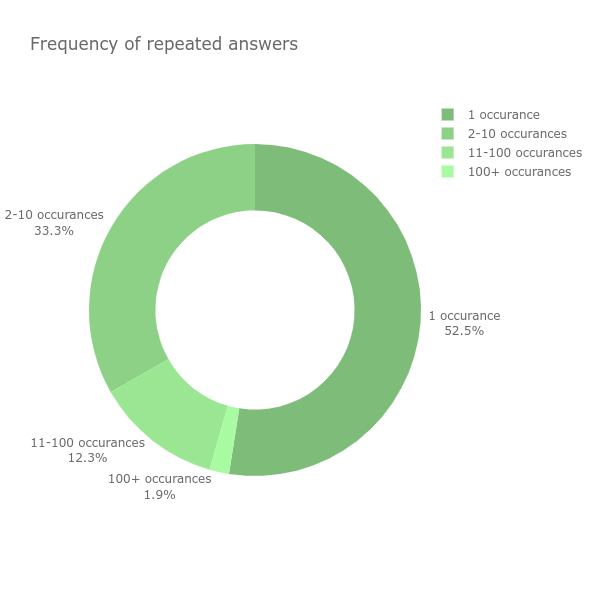 Frequency of repeated answers
1 occurance
2-10 occurances
11-100 occurances
100+ occurances
2-10 occurances
33.3%
1 occurance
52.5%
11-100 occurances
12.3%
100+ occurances
1.9%